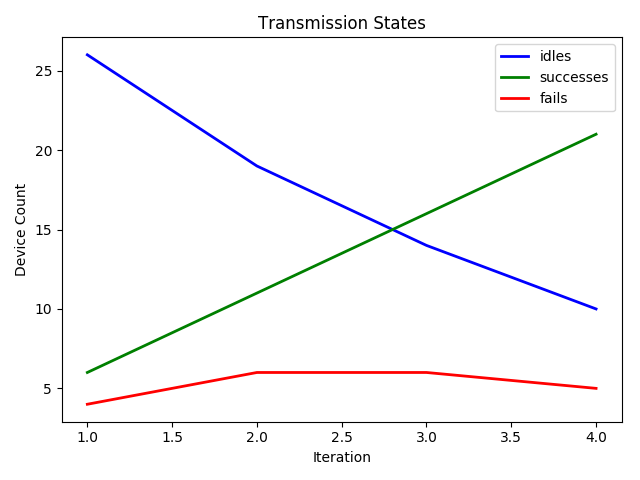 Transmission States
idles
successes
fails
Device Count
25
20
15
10
5
1.0 1.5 2.0 2.5 3.0 3.5 4.0
Iteration